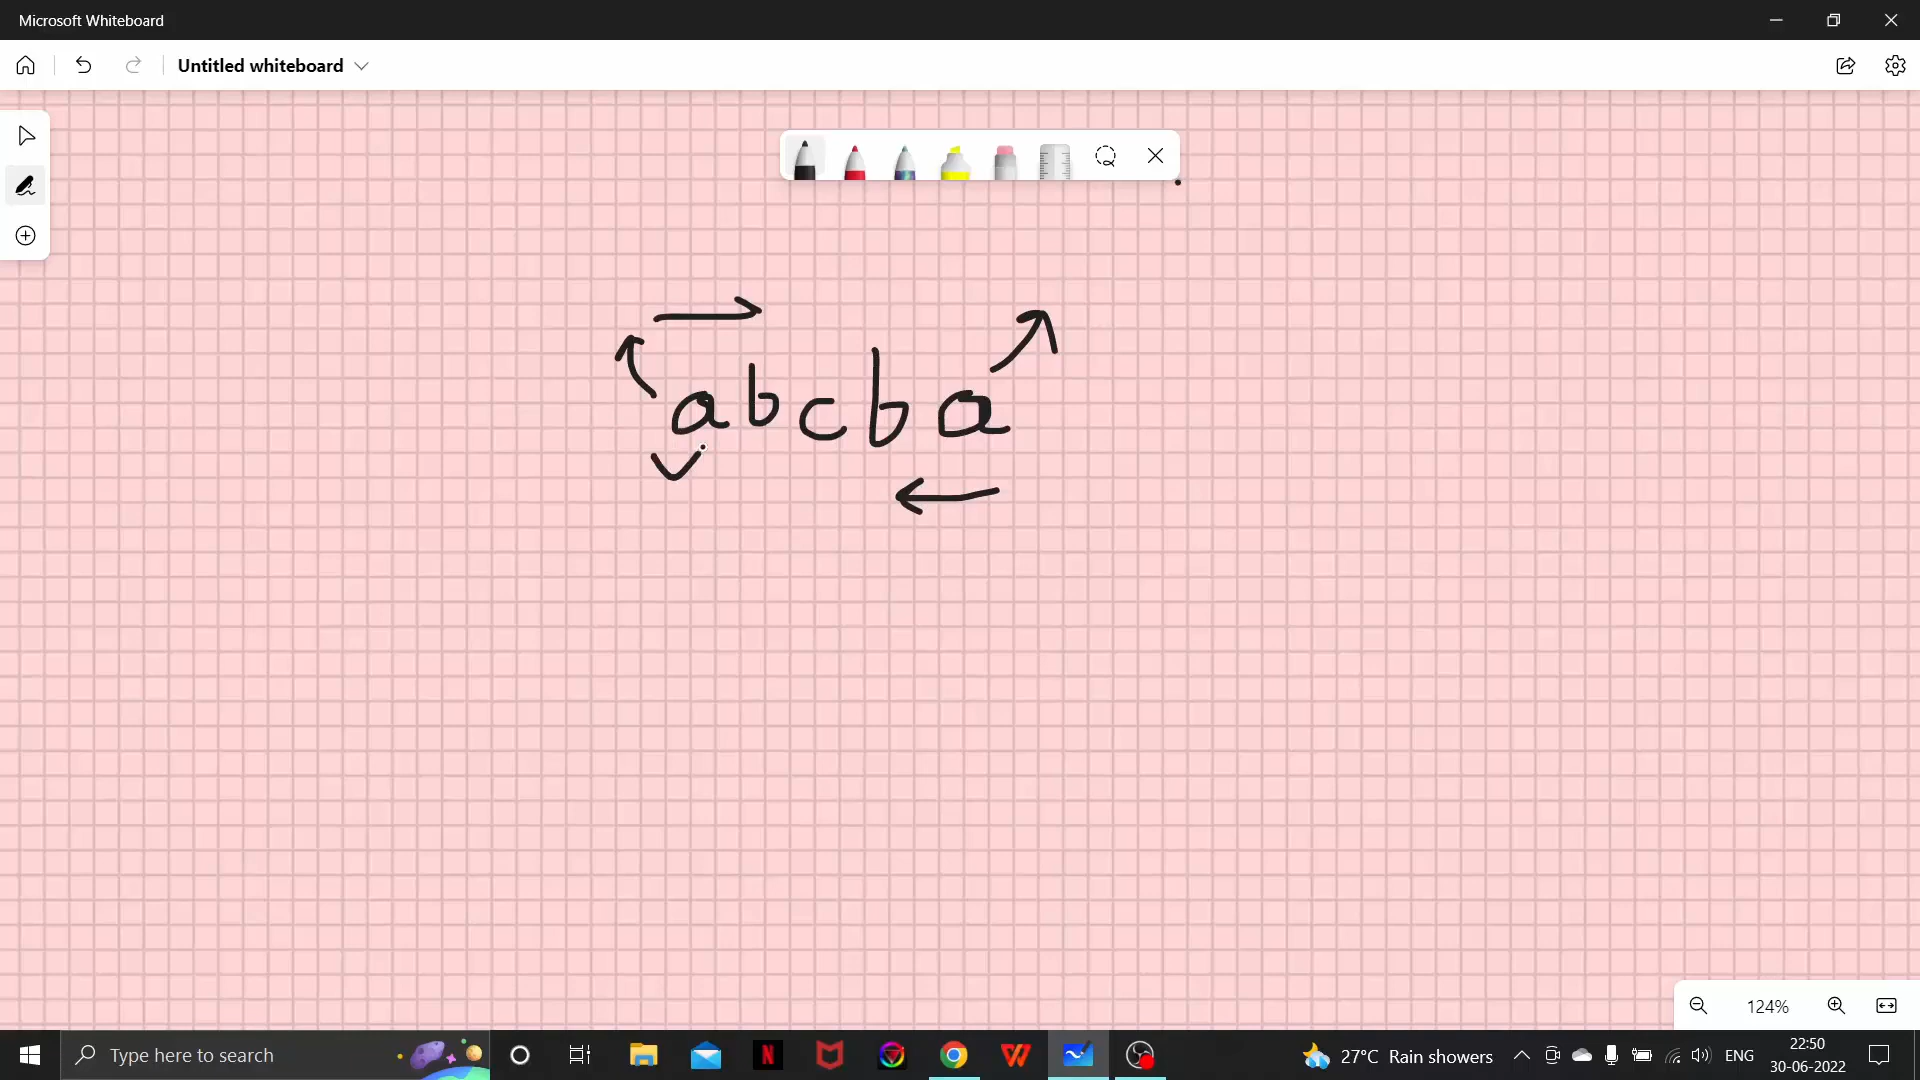 Microsoft Whiteboard
Untitled whiteboard
abcba
124%
Type here to search
27°C Rain showers
ENG
22:50
30-06-2022